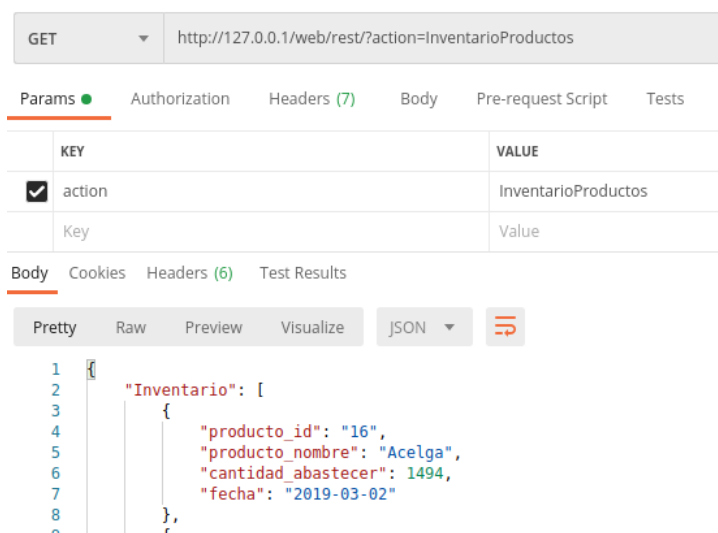 GET http://127.0.0.1/web/rest/?action=InventarioProductos
Params Authorization Headers (7) Body Pre-request Script Tests
KEY VALUE
action InventarioProductos
Key Value
Body Cookies Headers (6) Test Results
Pretty Raw Preview Visualize JSON
1 {
2 "Inventario": [
3 {
4 "producto_id": "16",
5 "producto_nombre": "Acelga",
6 "cantidad_abastecer": 1494,
7 "fecha": "2019-03-02"
8 },